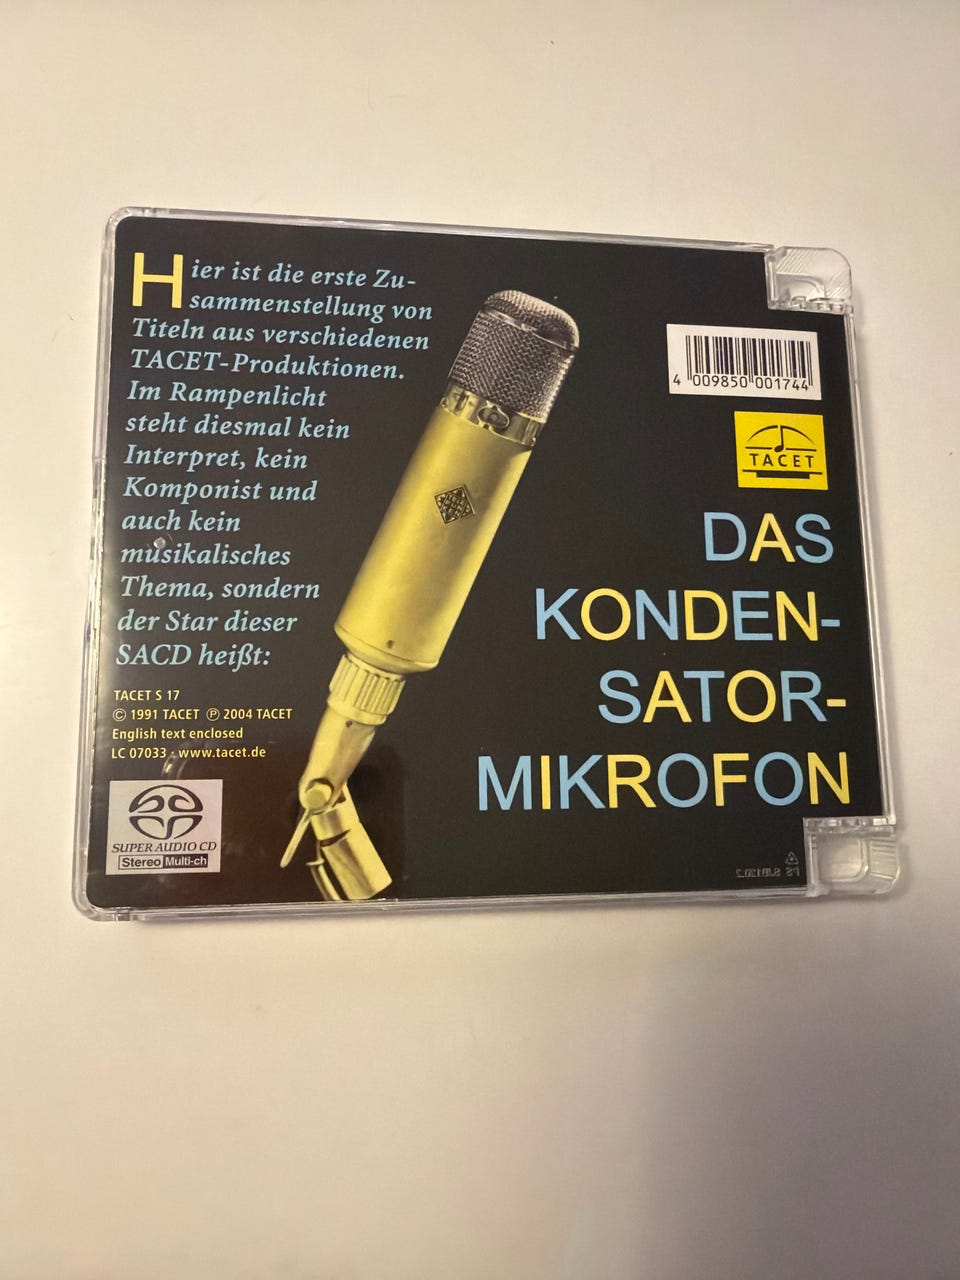 Hier ist die erste Zu-
sammenstellung von
Titeln aus verschiedenen
TACET-Produktionen.
Im Rampenlicht
steht diesmal kein
Interpret, kein
Komponist und
auch kein
musikalisches
Thema, sondern
der Star dieser
SACD heißt:
TACET S 17
© 1991 TACET ℗ 2004 TACET
English text enclosed
LC 07033 · www.tacet.de
SUPER AUDIO CD
Stereo Multi-ch
4 009850 001744
TACET
DAS
KONDEN-
SATOR-
MIKROFON